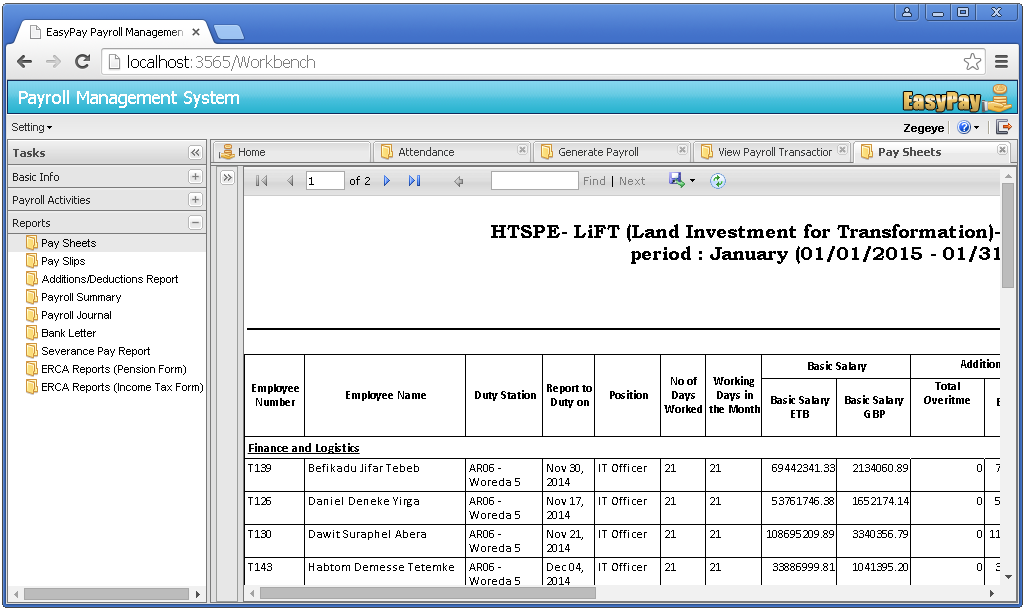 EasyPay Payroll Managemen
localhost:3565/Workbench
Payroll Management System
EasyPay
Setting
Zegeye
Tasks
Home
Attendance
Generate Payroll
View Payroll Transaction
Pay Sheets
Basic Info
Payroll Activities
Reports
Pay Sheets
Pay Slips
Additions/Deductions Report
Payroll Summary
Payroll Journal
Bank Letter
Severance Pay Report
ERCA Reports (Pension Form)
ERCA Reports (Income Tax Form)
1 of 2 Find | Next
HTSPE- LiFT (Land Investment for Transformation)-
period : January (01/01/2015 - 01/31
Basic Salary Addition
Employee Number Employee Name Duty Station Report to Duty on Position No of Days Worked Working Days in the Month Basic Salary ETB Basic Salary GBP Total Overitme
Finance and Logistics
T139 Befikadu Jifar Tebeb AR06 - Woreda 5 Nov 30, 2014 IT Officer 21 21 69442341.33 2134060.89 0 7
T126 Daniel Deneke Yirga AR06 - Woreda 5 Nov 17, 2014 IT Officer 21 21 53761746.38 1652174.14 0 5
T130 Dawit Suraphel Abera AR06 - Woreda 5 Nov 21, 2014 IT Officer 21 21 108695209.89 3340356.79 0 11
T143 Habtom Demesse Tetemke AR06 - Woreda 5 Dec 04, 2014 IT Officer 21 21 33886999.81 1041395.20 0 3